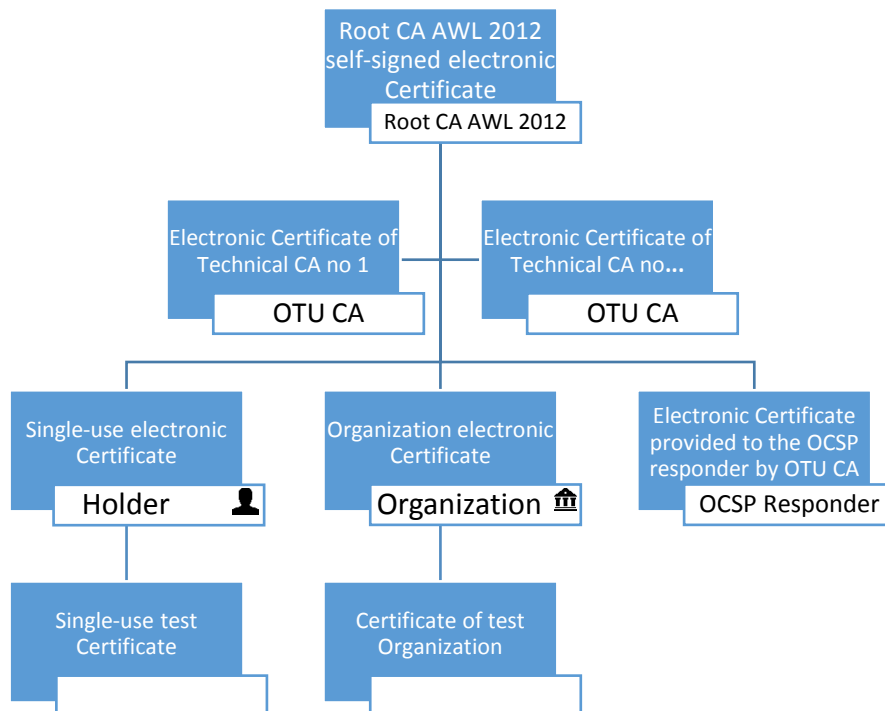 Root CA AWL 2012
self-signed electronic
Certificate
Root CA AWL 2012
Electronic Certificate of
Technical CA no 1
OTU CA
Electronic Certificate of
Technical CA no...
OTU CA
Single-use electronic
Certificate
Holder
Organization electronic
Certificate
Organization
Electronic Certificate
provided to the OCSP
responder by OTU CA
OCSP Responder
Single-use test
Certificate
Certificate of test
Organization